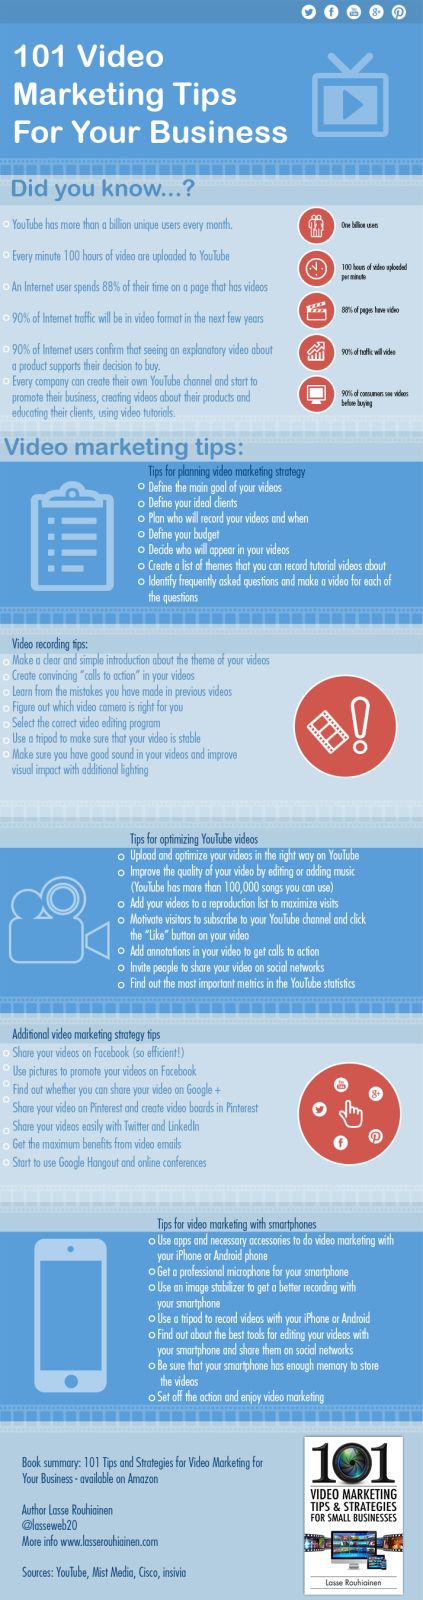 101 Video
Marketing Tips
For Your Business
Did you know...?
YouTube has more than a billion unique users every month.
Every minute 100 hours of video are uploaded to YouTube
An Internet user spends 88% of their time on a page that has videos
90% of Internet traffic will be in video format in the next few years
90% of Internet users confirm that seeing an explanatory video about
a product supports their decision to buy.
Every company can create their own YouTube channel and start to
promote their business, creating videos about their products and
educating their clients, using video tutorials.
One billion users
100 hours of video uploaded
per minute
88% of pages have video
90% of traffic will video
90% of consumers see videos
before buying
Video marketing tips:
Tips for planning video marketing strategy
Define the main goal of your videos
Define your ideal clients
Plan who will record your videos and when
Define your budget
Decide who will appear in your videos
Create a list of themes that you can record tutorial videos about
Identify frequently asked questions and make a video for each of
the questions
Video recording tips:
Make a clear and simple introduction about the theme of your videos
Create convincing "calls to action" in your videos
Learn from the mistakes you have made in previous videos
Figure out which video camera is right for you
Select the correct video editing program
Use a tripod to make sure that your video is stable
Make sure you have good sound in your videos and improve
visual impact with additional lighting
Tips for optimizing YouTube videos
Upload and optimize your videos in the right way on YouTube
Improve the quality of your video by editing or adding music
(YouTube has more than 100,000 songs you can use)
Add your videos to a reproduction list to maximize visits
Motivate visitors to subscribe to your YouTube channel and click
the "Like" button on your video
Add annotations in your video to get calls to action
Invite people to share your video on social networks
Find out the most important metrics in the YouTube statistics
Additional video marketing strategy tips
Share your videos on Facebook (so efficient!)
Use pictures to promote your videos on Facebook
Find out whether you can share your video on Google +
Share your video on Pinterest and create video boards in Pinterest
Share your videos easily with Twitter and LinkedIn
Get the maximum benefits from video emails
Start to use Google Hangout and online conferences
Tips for video marketing with smartphones
Use apps and necessary accessories to do video marketing with
your iPhone or Android phone
Get a professional microphone for your smartphone
Use an image stabilizer to get a better recording with
your smartphone
Use a tripod to record videos with your iPhone or Android
Find out about the best tools for editing your videos with
your smartphone and share them on social networks
Be sure that your smartphone has enough memory to store
the videos
Set off the action and enjoy video marketing
Book summary: 101 Tips and Strategies for Video Marketing for
Your Business - available on Amazon
Author Lasse Rouhiainen
@lasseweb20
More info www.lasserouhiainen.com
Sources: YouTube, Mist Media, Cisco, insivia
101
VIDEO MARKETING
TIPS & STRATEGIES
FOR SMALL BUSINESSES
Lasse Rouhiainen